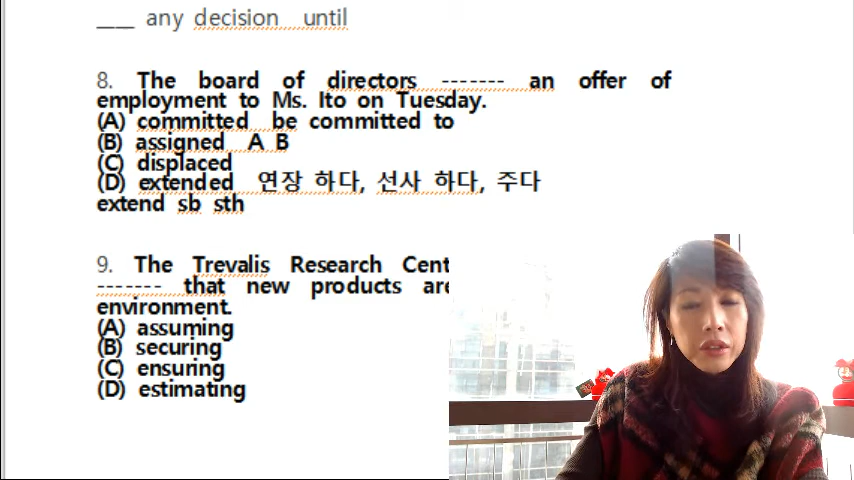 ____ any decision until
8. The board of directors ------- an offer of
employment to Ms. Ito on Tuesday.
(A) committed be committed to
(B) assigned A B
(C) displaced
(D) extended 연장 하다, 선사 하다, 주다
extend sb sth
9. The Trevalis Research Cent
------- that new products are
environment.
(A) assuming
(B) securing
(C) ensuring
(D) estimating